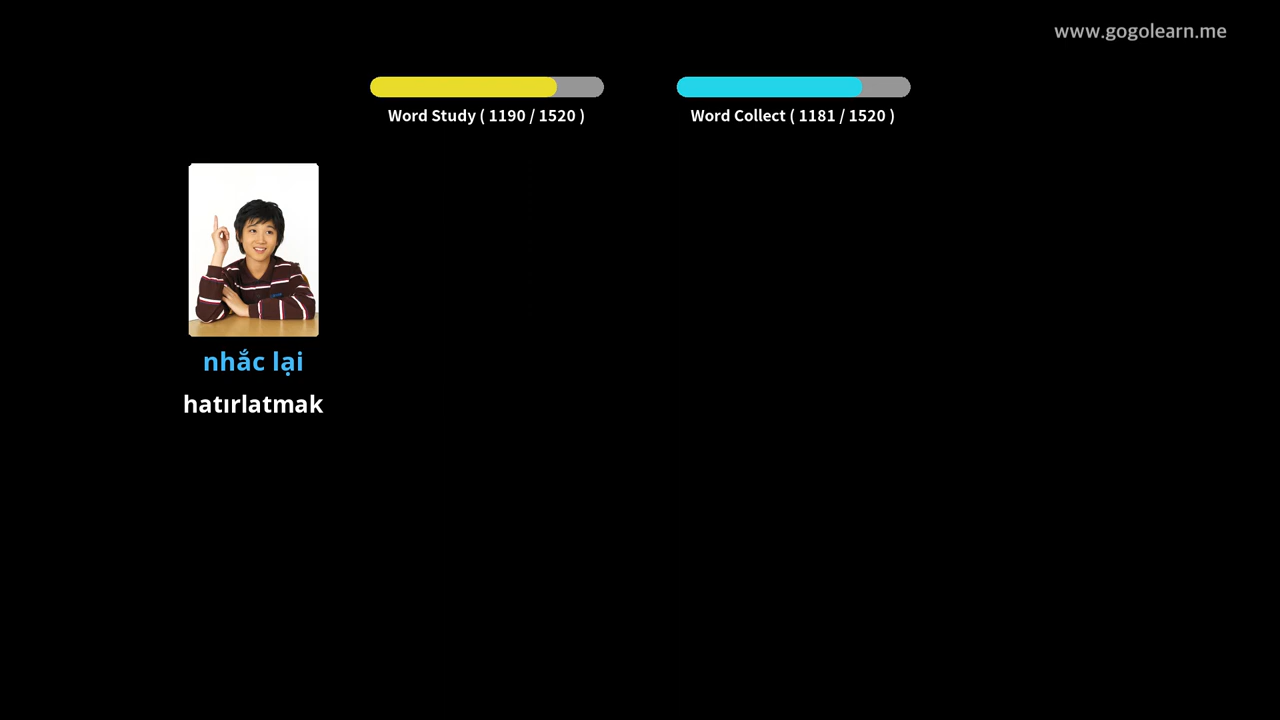 www.gogolearn.me
Word Study ( 1190 / 1520 )
Word Collect ( 1181 / 1520 )
nhắc lại
hatırlatmak